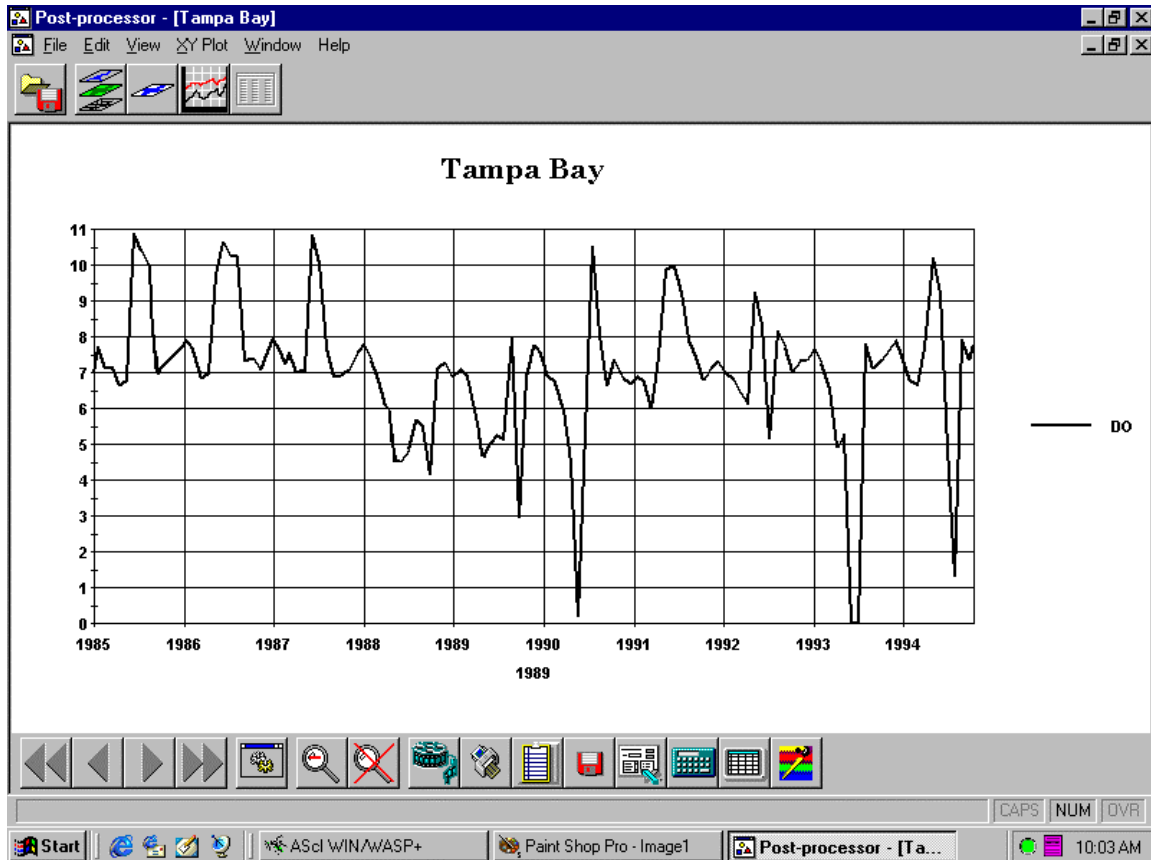 Post-processor - [Tampa Bay]
File Edit View XY Plot Window Help
Tampa Bay
11
10
9
8
7
6
5
4
3
2
1
0
1985 1986 1987 1988 1989 1990 1991 1992 1993 1994
1989
DO
CAPS NUM OVR
Start AScI WIN/WASP+ Paint Shop Pro - Image1 Post-processor - [Ta... 10:03 AM